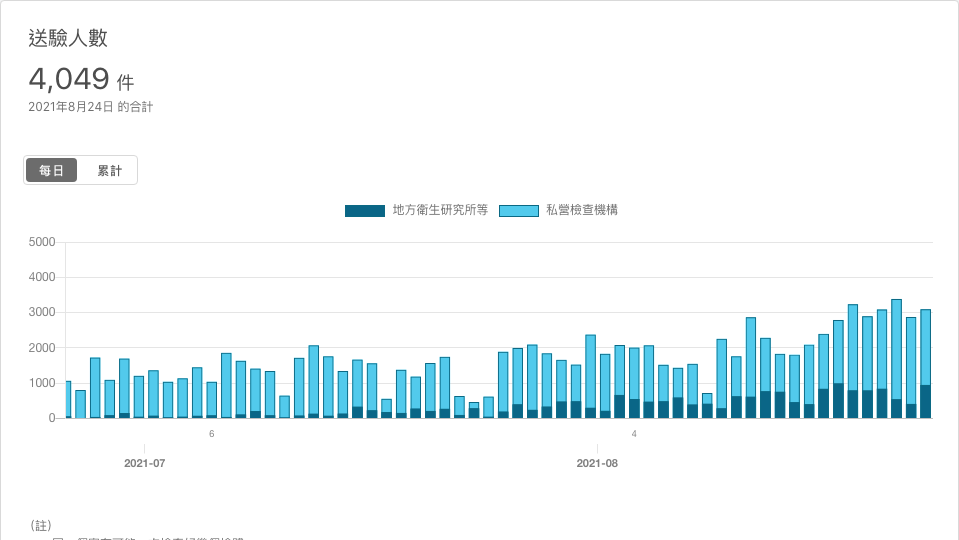 送驗人數
4,049 件
2021年8月24日 的合計
每日 累計
地方衛生研究所等 私營檢查機構
5000
4000
3000
2000
1000
0
6 4
2021-07 2021-08
（註）